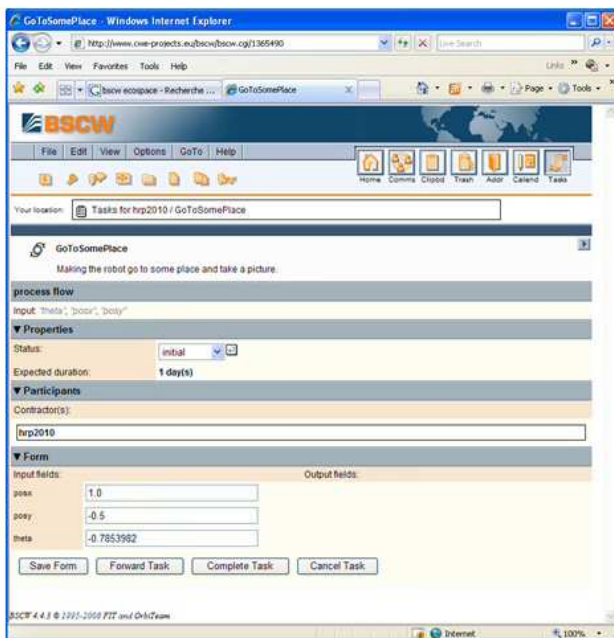 GoToSomePlace - Windows Internet Explorer
http://www.cwe-projects.eu/bscw/bscw.cgi/1365490
Live Search
File Edit View Favorites Tools Help
Links
bscw ecospace - Recherche ...
GoToSomePlace
Page
Tools
BSCW
File Edit View Options GoTo Help
Home Comms Clipbd Trash Addr Calend Tasks
Your location: Tasks for hrp2010 / GoToSomePlace
GoToSomePlace
Making the robot go to some place and take a picture.
process flow
Input: "theta", "posx", "posy"
▼ Properties
Status: initial
Expected duration: 1 day(s)
▼ Participants
Contractor(s):
hrp2010
▼ Form
Input fields: Output fields:
posx 1.0
posy -0.5
theta -0.7853982
Save Form Forward Task Complete Task Cancel Task
BSCW 4.4.3 © 1995-2008 FIT and OrbiTeam
Internet 100%